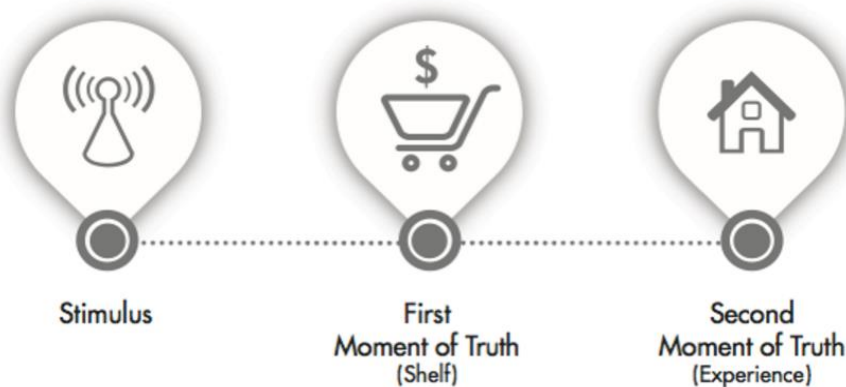 $
Stimulus
First
Moment of Truth
(Shelf)
Second
Moment of Truth
(Experience)